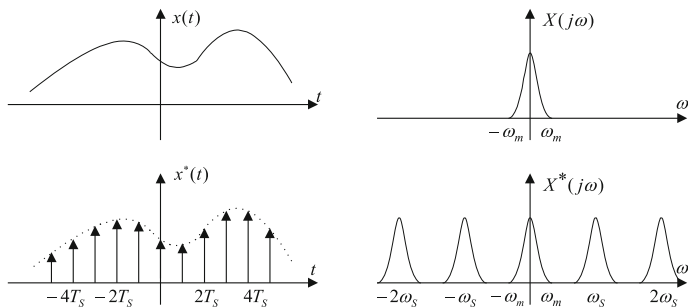 x(t)
X(jω)
t
ω
−ω_m ω_m
x*(t)
X*(jω)
t
ω
−4T_S −2T_S 2T_S 4T_S
−2ω_S −ω_S −ω_m ω_m ω_S 2ω_S